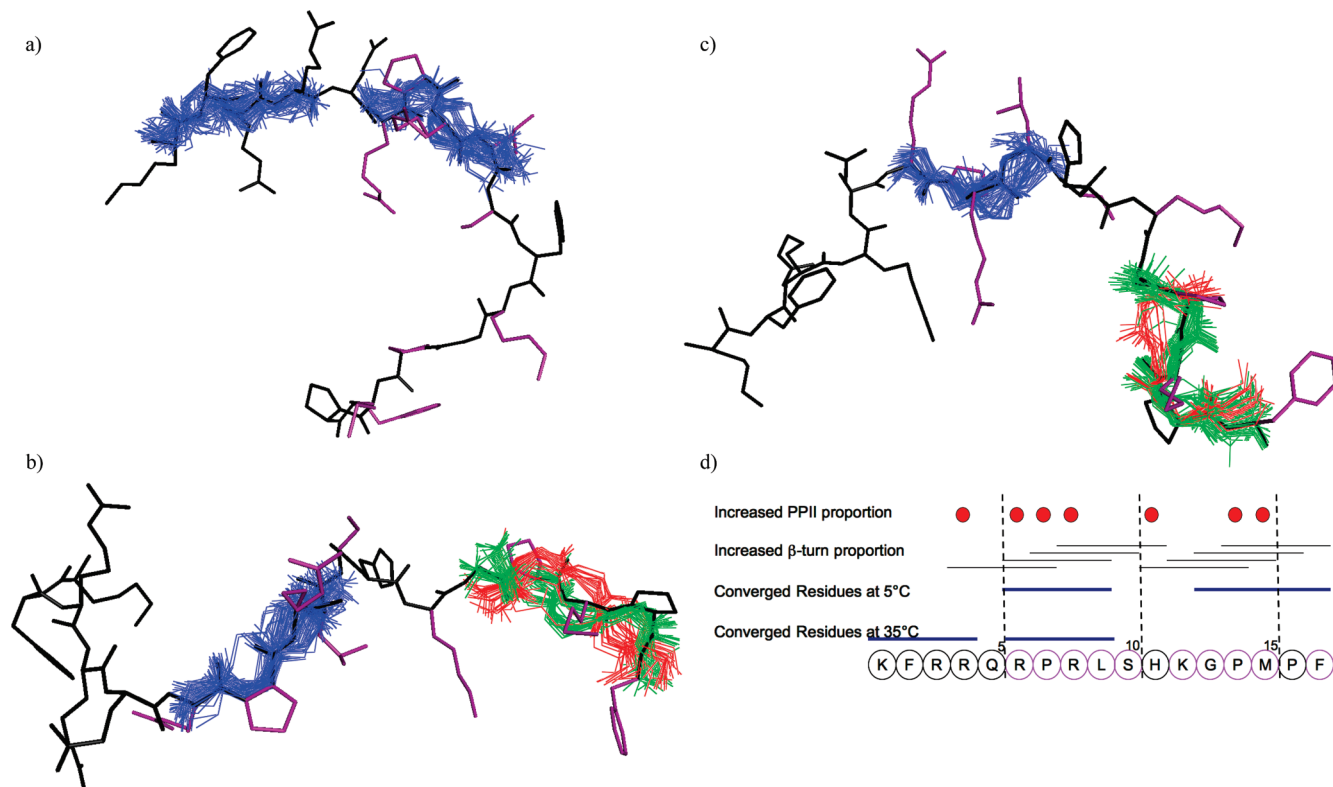 a)
c)
b)
d)
Increased PPII proportion
Increased β-turn proportion
Converged Residues at 5°C
Converged Residues at 35°C
5 10 15
K F R R Q R P R L S H K G P M P F